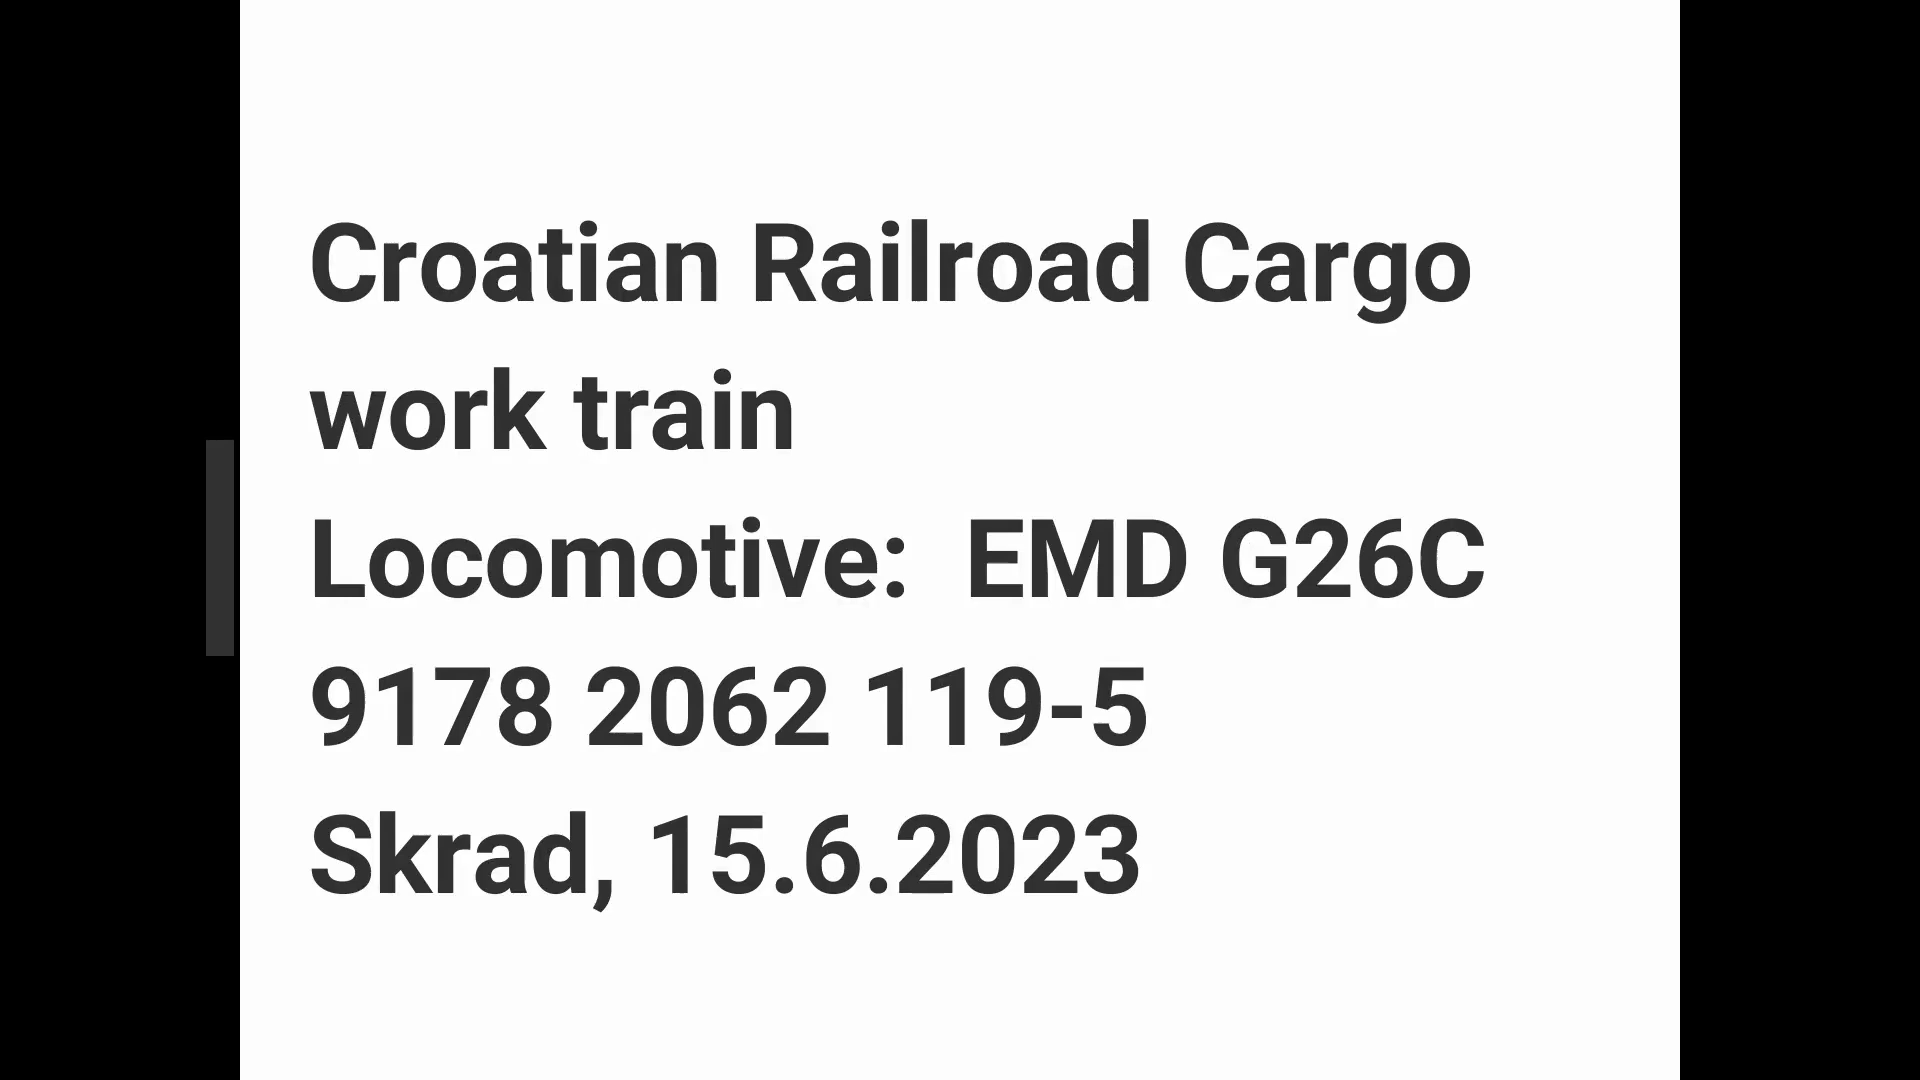 Croatian Railroad Cargo
work train
Locomotive:  EMD G26C
9178 2062 119-5
Skrad, 15.6.2023